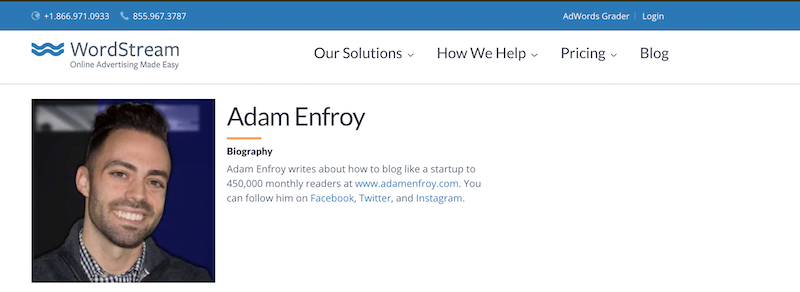 +1.866.971.0933 855.967.3787 AdWords Grader | Login
WordStream
Online Advertising Made Easy
Our Solutions How We Help Pricing Blog
Adam Enfroy
Biography
Adam Enfroy writes about how to blog like a startup to
450,000 monthly readers at www.adamenfroy.com. You
can follow him on Facebook, Twitter, and Instagram.